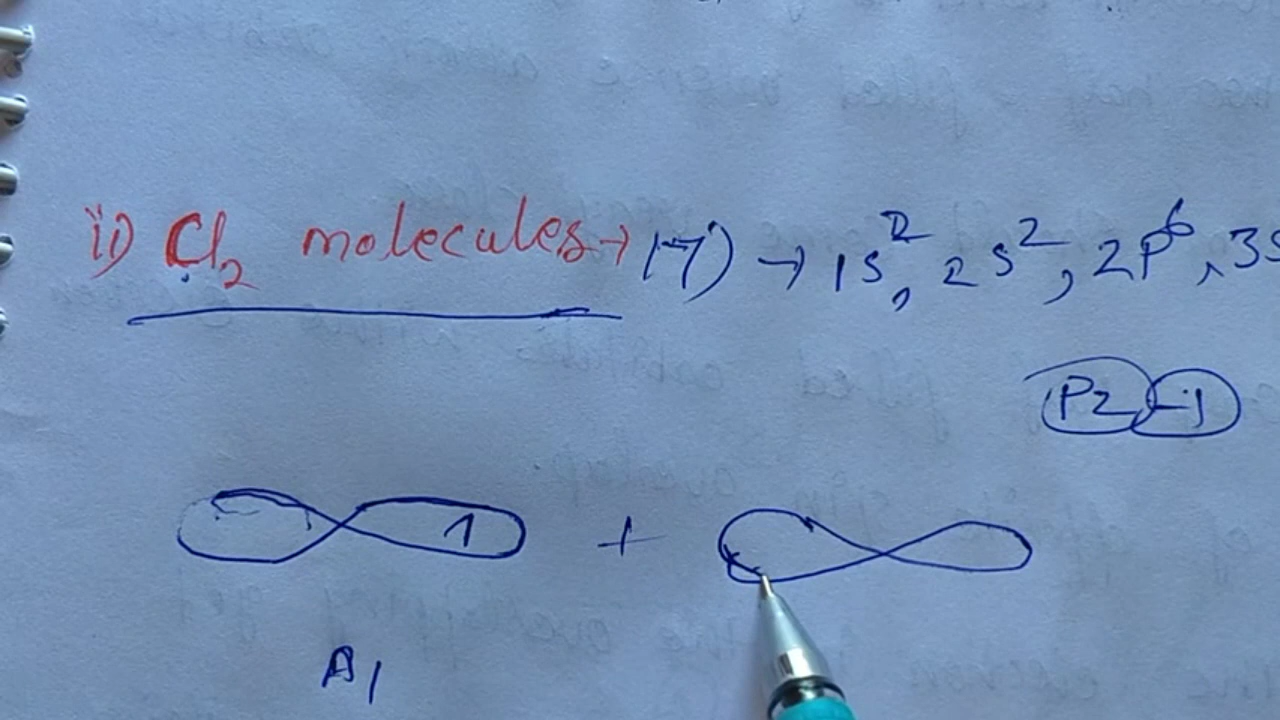 ii) Cl₂ molecules → 17) → 1s², 2s², 2p⁶, 3s
Pz - 1
1 +
A1